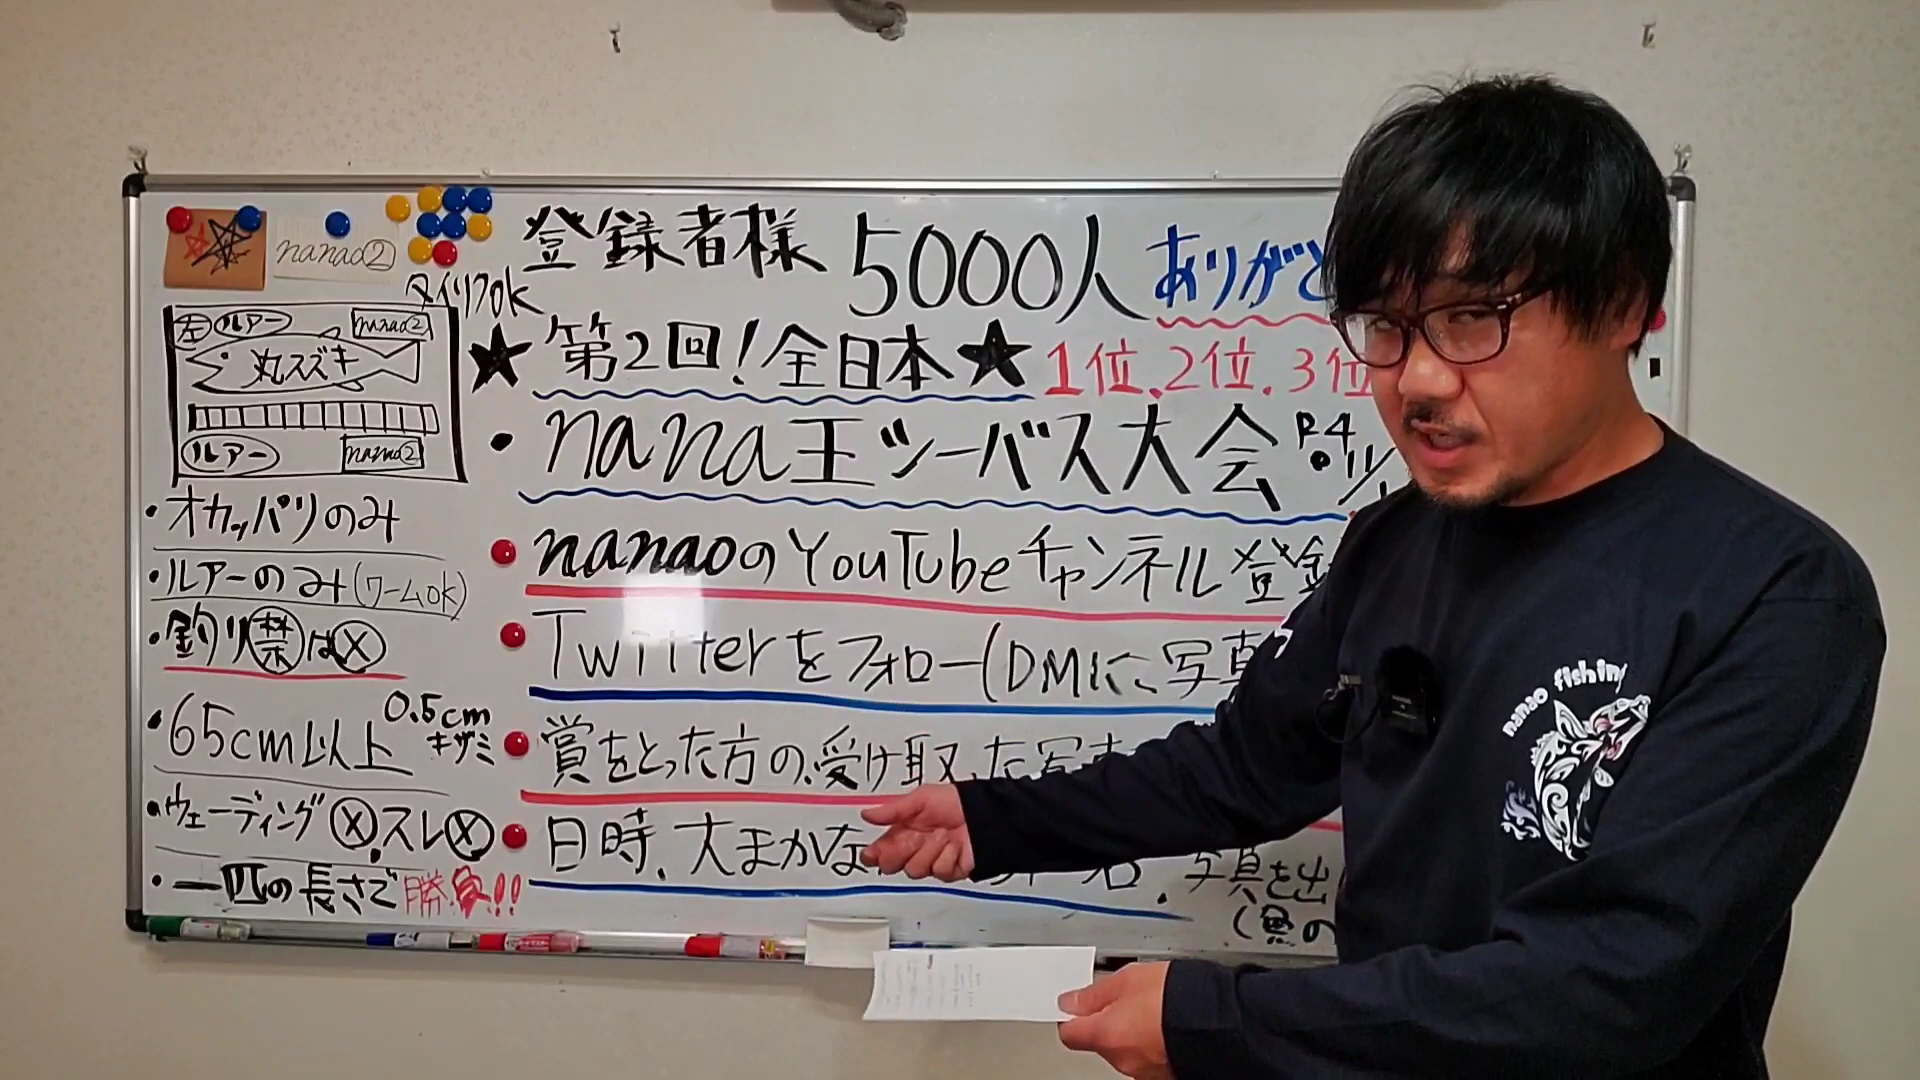 登録者様 5000人 ありがと
★第2回!全日本★ 1位、2位、3位
・nana王ツーバス大会
nanaoのYouTubeチャンネル登録
Twitterをフォロー(DMに写真
賞をとった方の、受け取った写真
日時、大まかな
名、写真を出
nanao②
タイリクOK
左 ルアー nanao②
丸スズキ
ルアー nanao②
・オカッパリのみ
・ルアーのみ(ワームOK)
・釣り禁は×
・65cm以上 0.5cmキザミ
・ウェーディング×、スレ×
・一匹の長さで勝負!!
nanao fishing